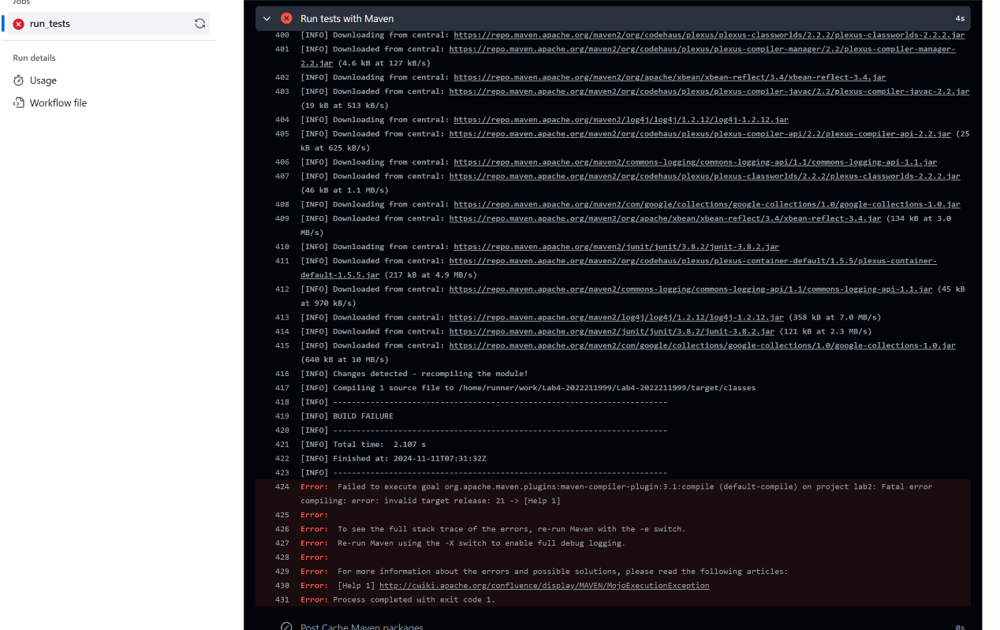 Jobs
run_tests
Run details
Usage
Workflow file
Run tests with Maven 4s
400 [INFO] Downloading from central: https://repo.maven.apache.org/maven2/org/codehaus/plexus/plexus-classworlds/2.2.2/plexus-classworlds-2.2.2.jar
401 [INFO] Downloaded from central: https://repo.maven.apache.org/maven2/org/codehaus/plexus/plexus-compiler-manager/2.2/plexus-compiler-manager-
2.2.jar (4.6 kB at 127 kB/s)
402 [INFO] Downloading from central: https://repo.maven.apache.org/maven2/org/apache/xbean/xbean-reflect/3.4/xbean-reflect-3.4.jar
403 [INFO] Downloaded from central: https://repo.maven.apache.org/maven2/org/codehaus/plexus/plexus-compiler-javac/2.2/plexus-compiler-javac-2.2.jar
(19 kB at 513 kB/s)
404 [INFO] Downloading from central: https://repo.maven.apache.org/maven2/log4j/log4j/1.2.12/log4j-1.2.12.jar
405 [INFO] Downloaded from central: https://repo.maven.apache.org/maven2/org/codehaus/plexus/plexus-compiler-api/2.2/plexus-compiler-api-2.2.jar (25
kB at 625 kB/s)
406 [INFO] Downloading from central: https://repo.maven.apache.org/maven2/commons-logging/commons-logging-api/1.1/commons-logging-api-1.1.jar
407 [INFO] Downloaded from central: https://repo.maven.apache.org/maven2/org/codehaus/plexus/plexus-classworlds/2.2.2/plexus-classworlds-2.2.2.jar
(46 kB at 1.1 MB/s)
408 [INFO] Downloading from central: https://repo.maven.apache.org/maven2/com/google/collections/google-collections/1.0/google-collections-1.0.jar
409 [INFO] Downloaded from central: https://repo.maven.apache.org/maven2/org/apache/xbean/xbean-reflect/3.4/xbean-reflect-3.4.jar (134 kB at 3.0
MB/s)
410 [INFO] Downloading from central: https://repo.maven.apache.org/maven2/junit/junit/3.8.2/junit-3.8.2.jar
411 [INFO] Downloaded from central: https://repo.maven.apache.org/maven2/org/codehaus/plexus/plexus-container-default/1.5.5/plexus-container-
default-1.5.5.jar (217 kB at 4.9 MB/s)
412 [INFO] Downloaded from central: https://repo.maven.apache.org/maven2/commons-logging/commons-logging-api/1.1/commons-logging-api-1.1.jar (45 kB
at 970 kB/s)
413 [INFO] Downloaded from central: https://repo.maven.apache.org/maven2/log4j/log4j/1.2.12/log4j-1.2.12.jar (358 kB at 7.0 MB/s)
414 [INFO] Downloaded from central: https://repo.maven.apache.org/maven2/junit/junit/3.8.2/junit-3.8.2.jar (121 kB at 2.3 MB/s)
415 [INFO] Downloaded from central: https://repo.maven.apache.org/maven2/com/google/collections/google-collections/1.0/google-collections-1.0.jar
(640 kB at 10 MB/s)
416 [INFO] Changes detected - recompiling the module!
417 [INFO] Compiling 1 source file to /home/runner/work/Lab4-2022211999/Lab4-2022211999/target/classes
418 [INFO] ------------------------------------------------------------------------
419 [INFO] BUILD FAILURE
420 [INFO] ------------------------------------------------------------------------
421 [INFO] Total time:  2.107 s
422 [INFO] Finished at: 2024-11-11T07:31:32Z
423 [INFO] ------------------------------------------------------------------------
424 Error:  Failed to execute goal org.apache.maven.plugins:maven-compiler-plugin:3.1:compile (default-compile) on project lab2: Fatal error
compiling: error: invalid target release: 21 -> [Help 1]
425 Error:
426 Error:  To see the full stack trace of the errors, re-run Maven with the -e switch.
427 Error:  Re-run Maven using the -X switch to enable full debug logging.
428 Error:
429 Error:  For more information about the errors and possible solutions, please read the following articles:
430 Error:  [Help 1] http://cwiki.apache.org/confluence/display/MAVEN/MojoExecutionException
431 Error: Process completed with exit code 1.
Post Cache Maven packages 0s